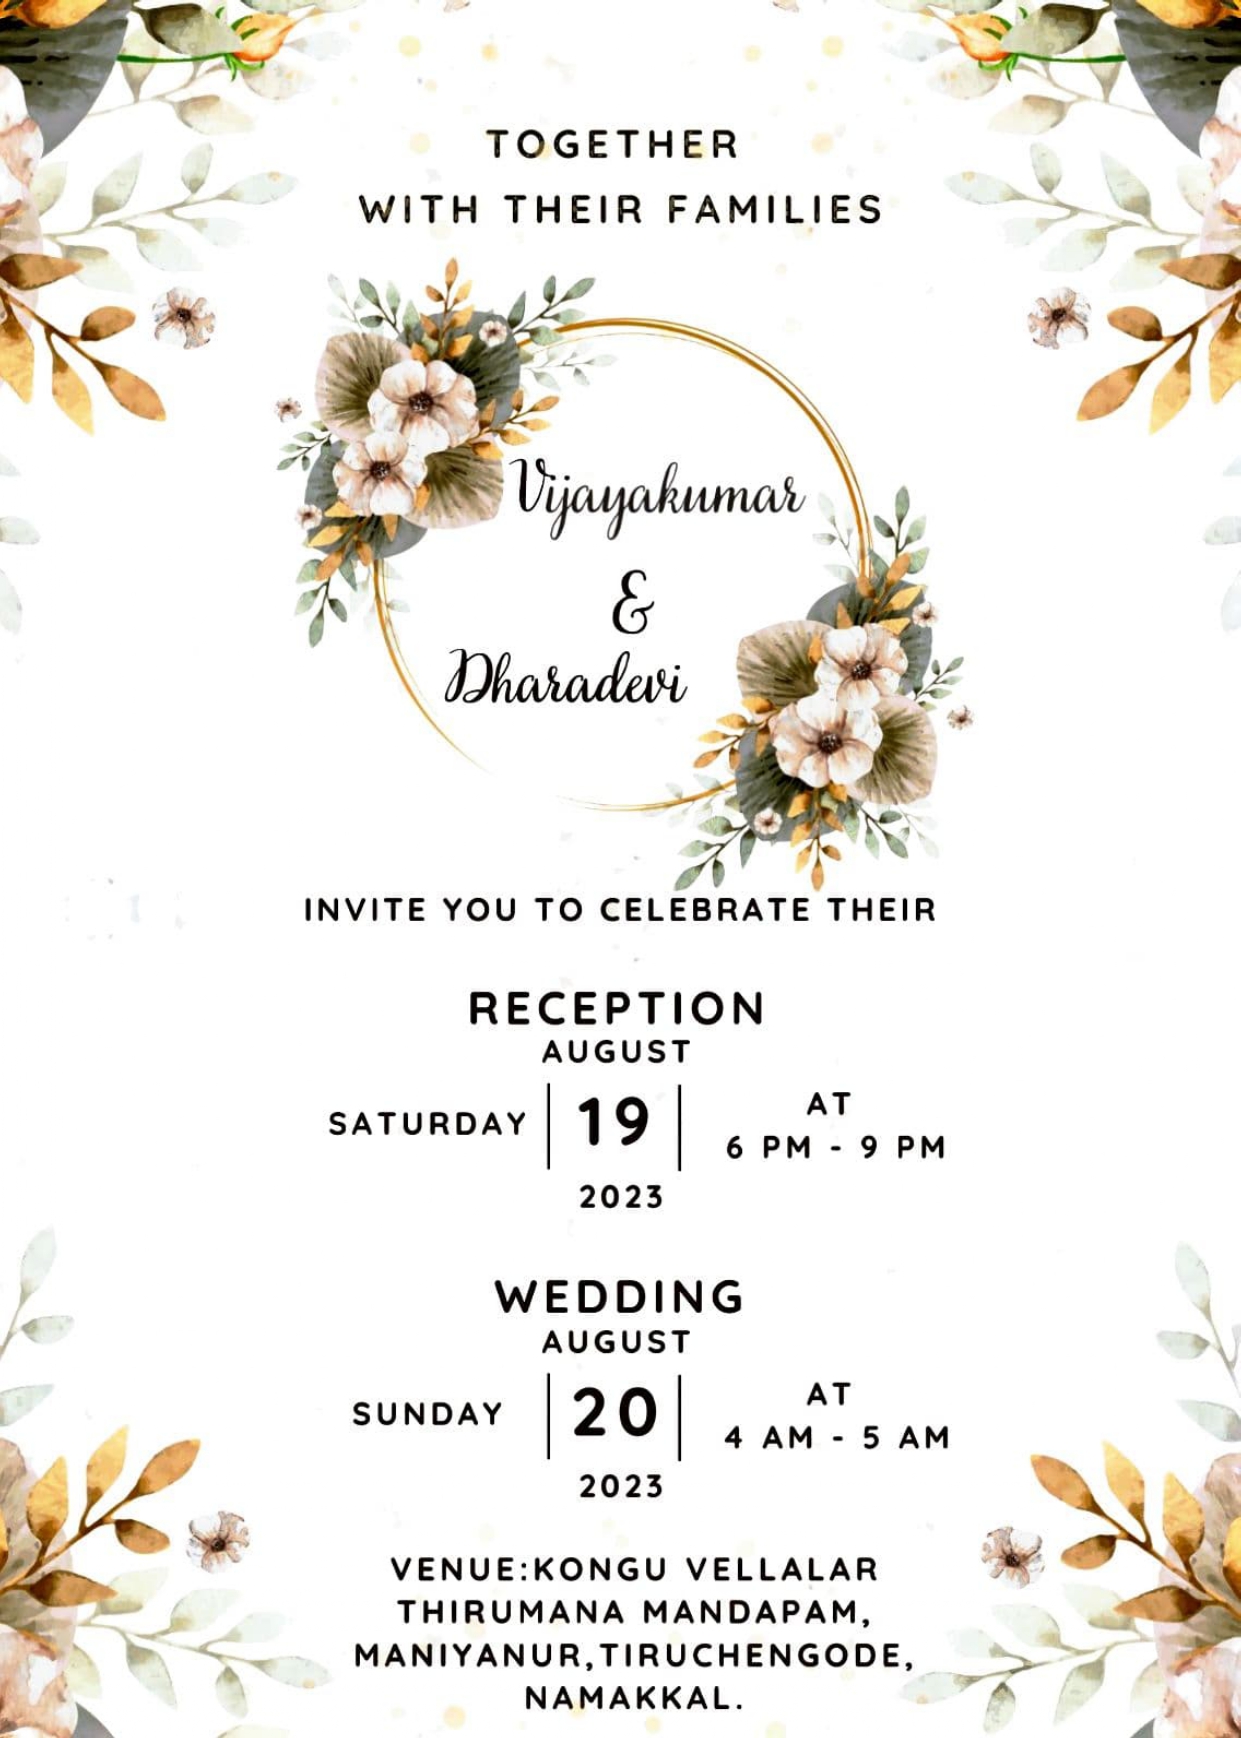 TOGETHER
WITH THEIR FAMILIES
Vijayakumar
&
Dharadevi
INVITE YOU TO CELEBRATE THEIR
RECEPTION
AUGUST
SATURDAY
19
AT
6 PM - 9 PM
2023
WEDDING
AUGUST
SUNDAY
20
AT
4 AM - 5 AM
2023
VENUE:KONGU VELLALAR
THIRUMANA MANDAPAM,
MANIYANUR,TIRUCHENGODE,
NAMAKKAL.